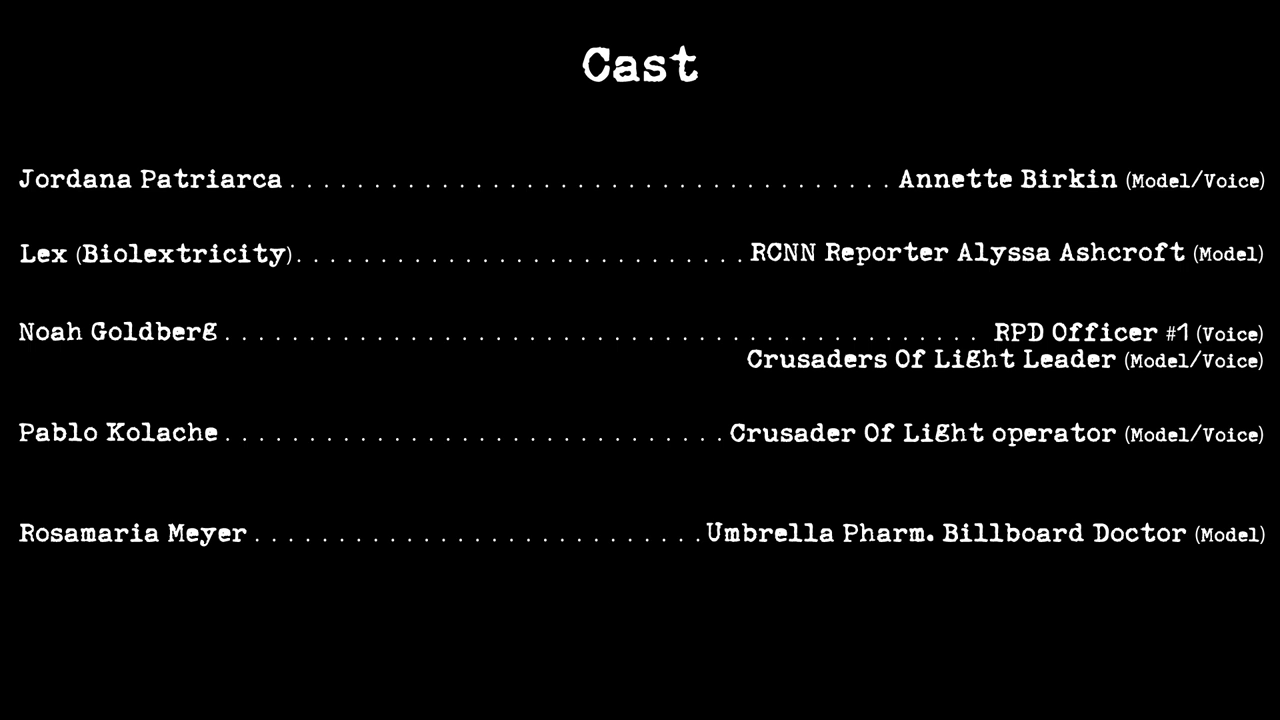 Cast
Jordana Patriarca . . . . . . . . . . . . . . . . . . . . . . . . . . . . . . . . . . . . Annette Birkin (Model/Voice)
Lex (Biolextricity) . . . . . . . . . . . . . . . . . . . . . . . . . . . RCNN Reporter Alyssa Ashcroft (Model)
Noah Goldberg . . . . . . . . . . . . . . . . . . . . . . . . . . . . . . . . . . . . . . . . . . . . . RPD Officer #1 (Voice)
Crusaders Of Light Leader (Model/Voice)
Pablo Kolache . . . . . . . . . . . . . . . . . . . . . . . . . . . . . . Crusader Of Light operator (Model/Voice)
Rosamaria Meyer . . . . . . . . . . . . . . . . . . . . . . . . . . . Umbrella Pharm. Billboard Doctor (Model)